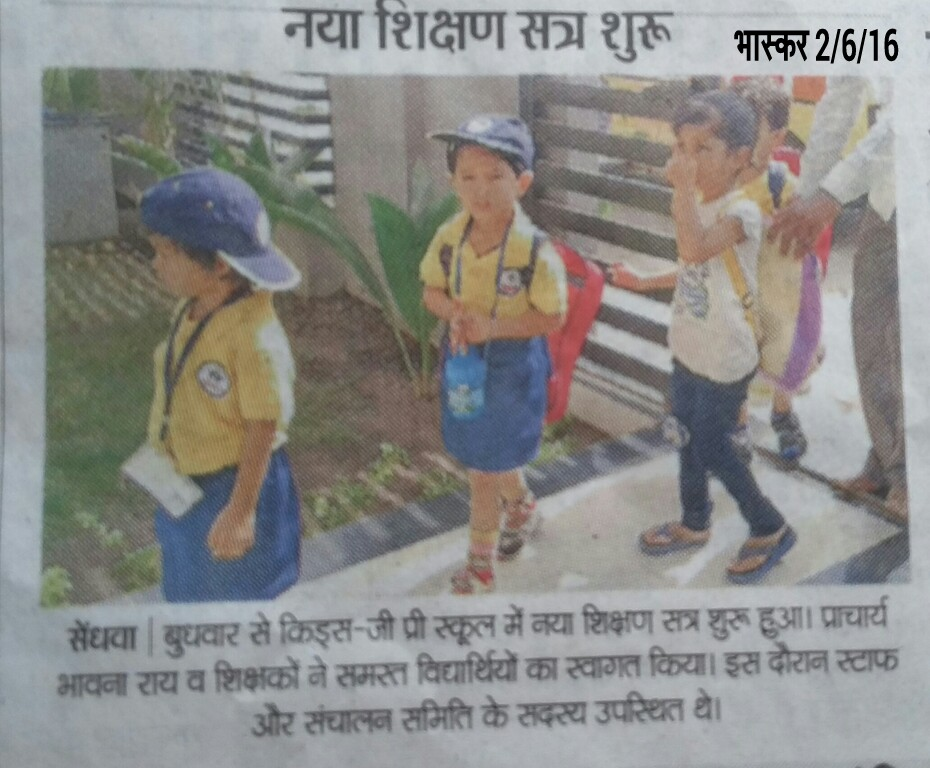 नया शिक्षण सत्र शुरू
भास्कर 2/6/16
सेंधवा | बुधवार से किड्स-जी प्री स्कूल में नया शिक्षण सत्र शुरू हुआ। प्राचार्य
भावना राय व शिक्षकों ने समस्त विद्यार्थियों का स्वागत किया। इस दौरान स्टाफ
और संचालन समिति के सदस्य उपस्थित थे।